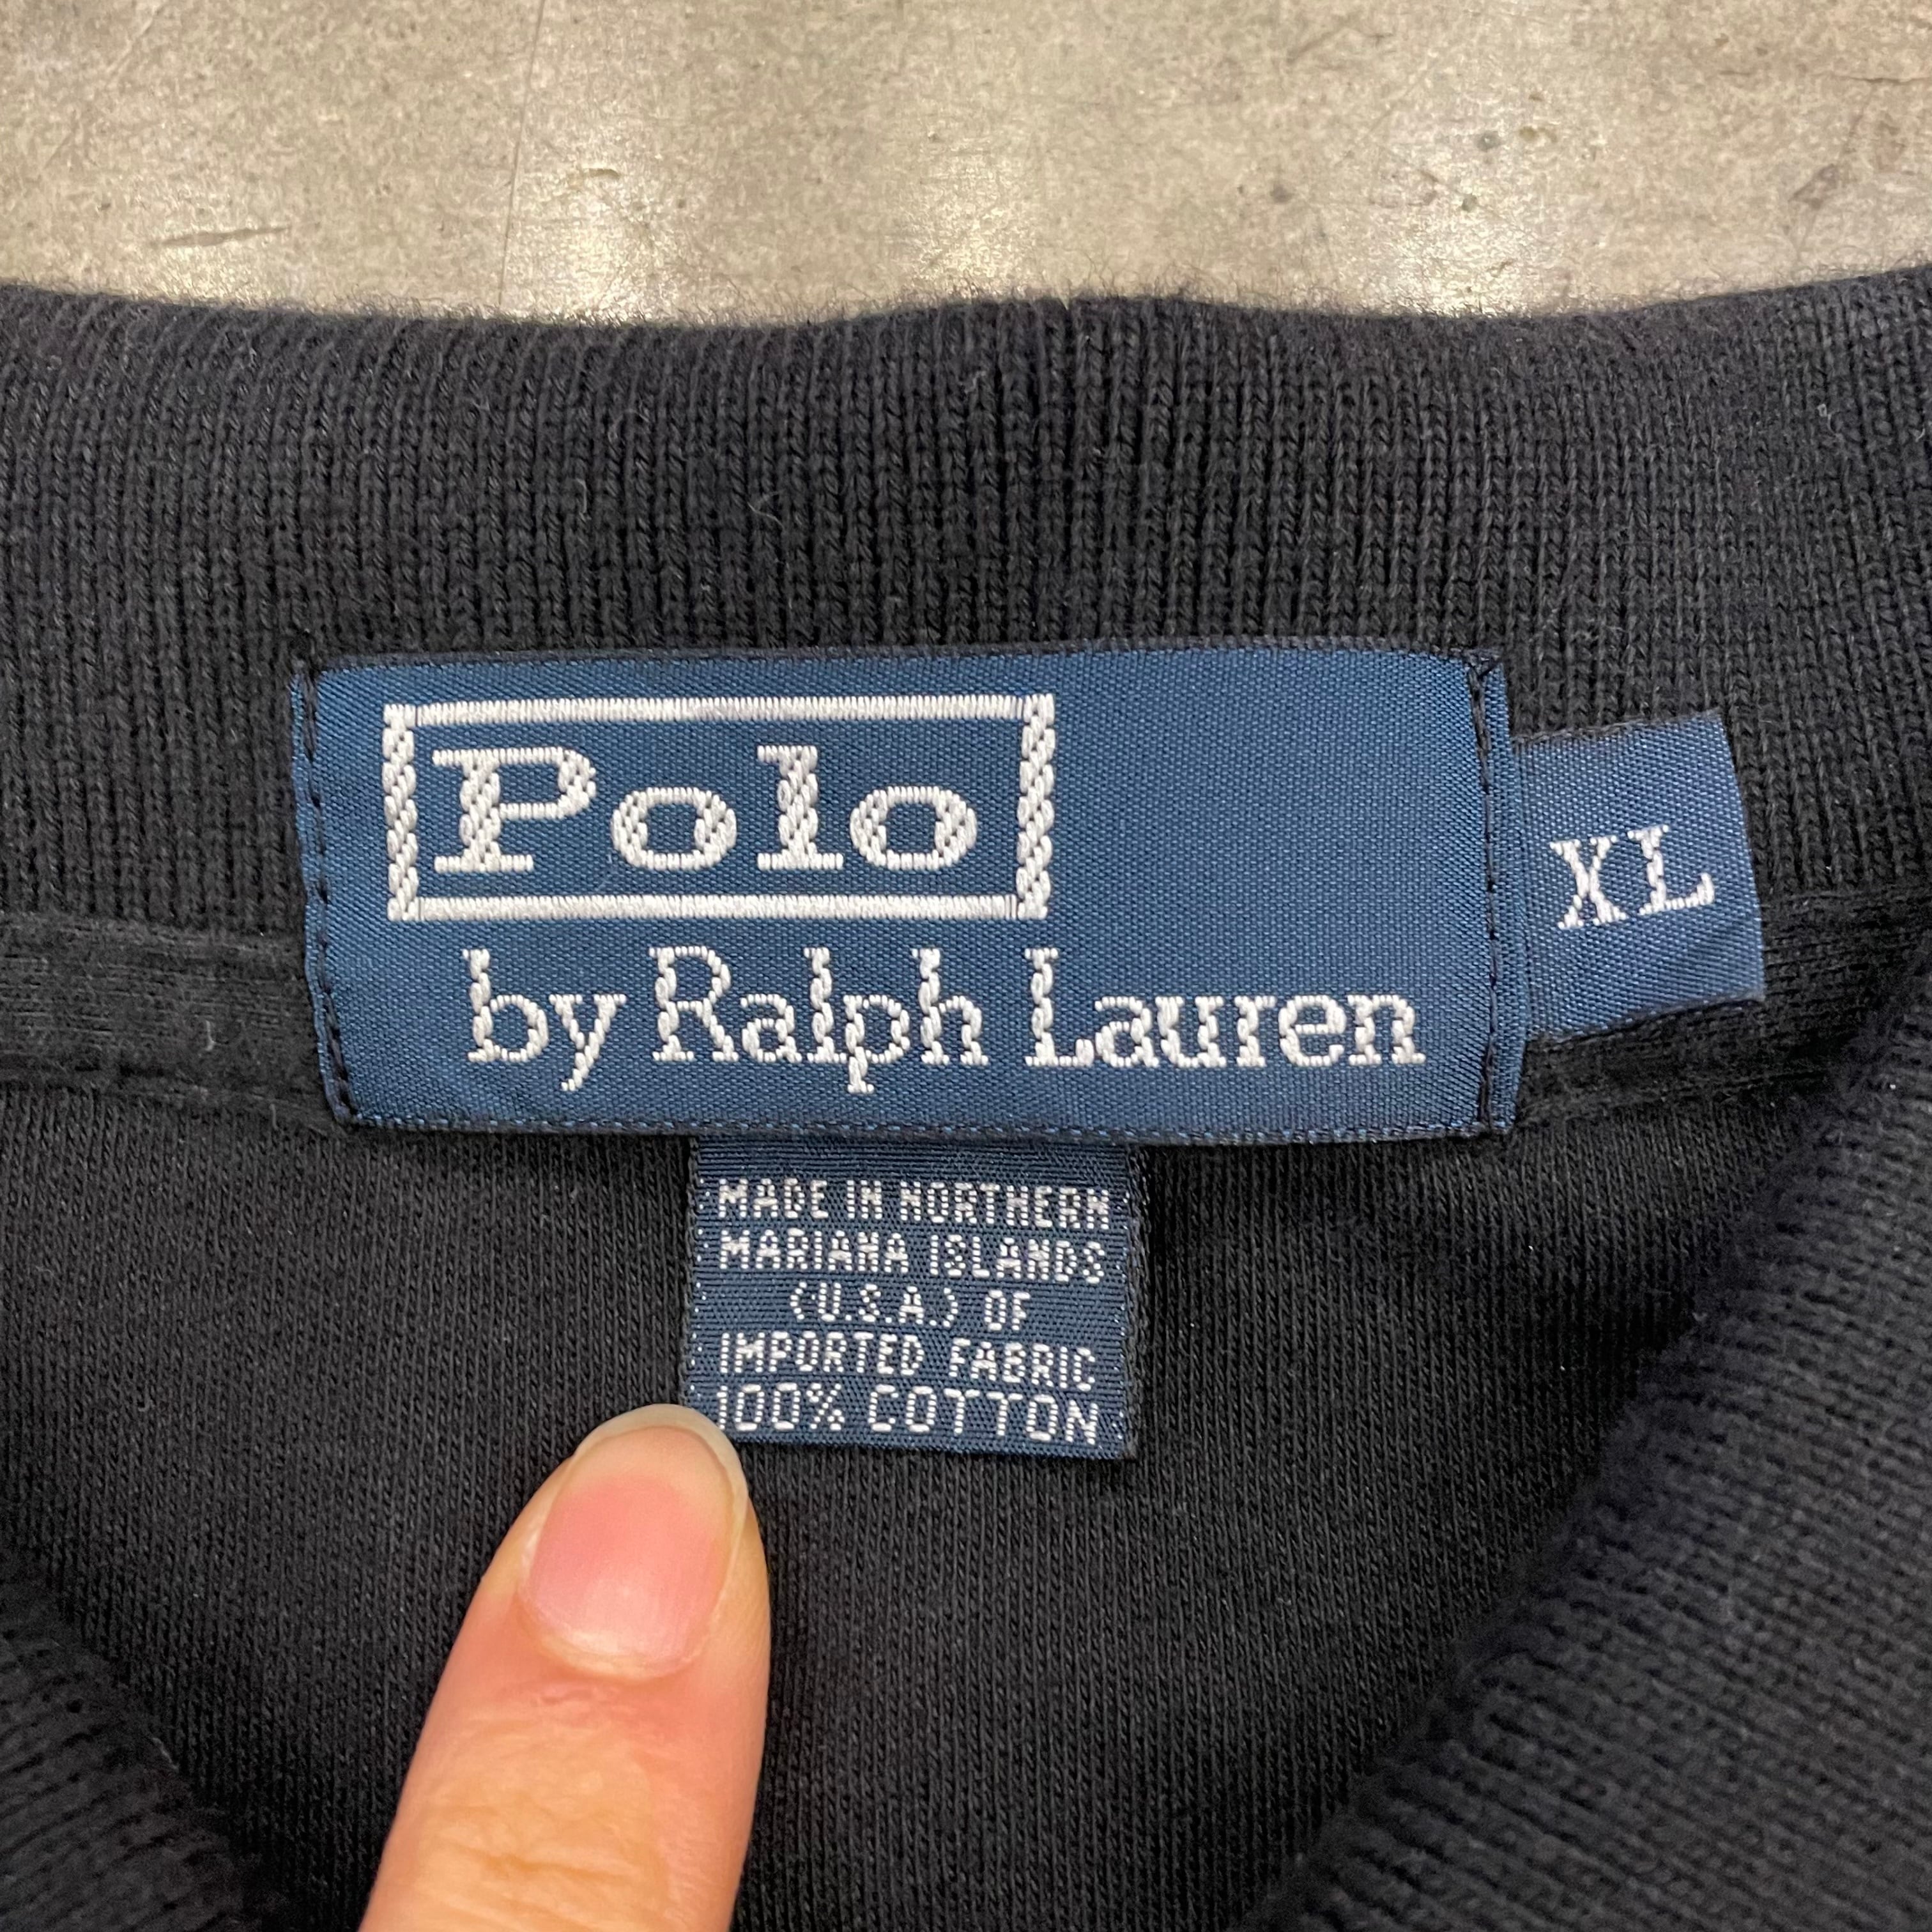 Polo
by Ralph Lauren
XL
MADE IN NORTHERN
MARIANA ISLANDS
(U.S.A.) OF
IMPORTED FABRIC
100% COTTON